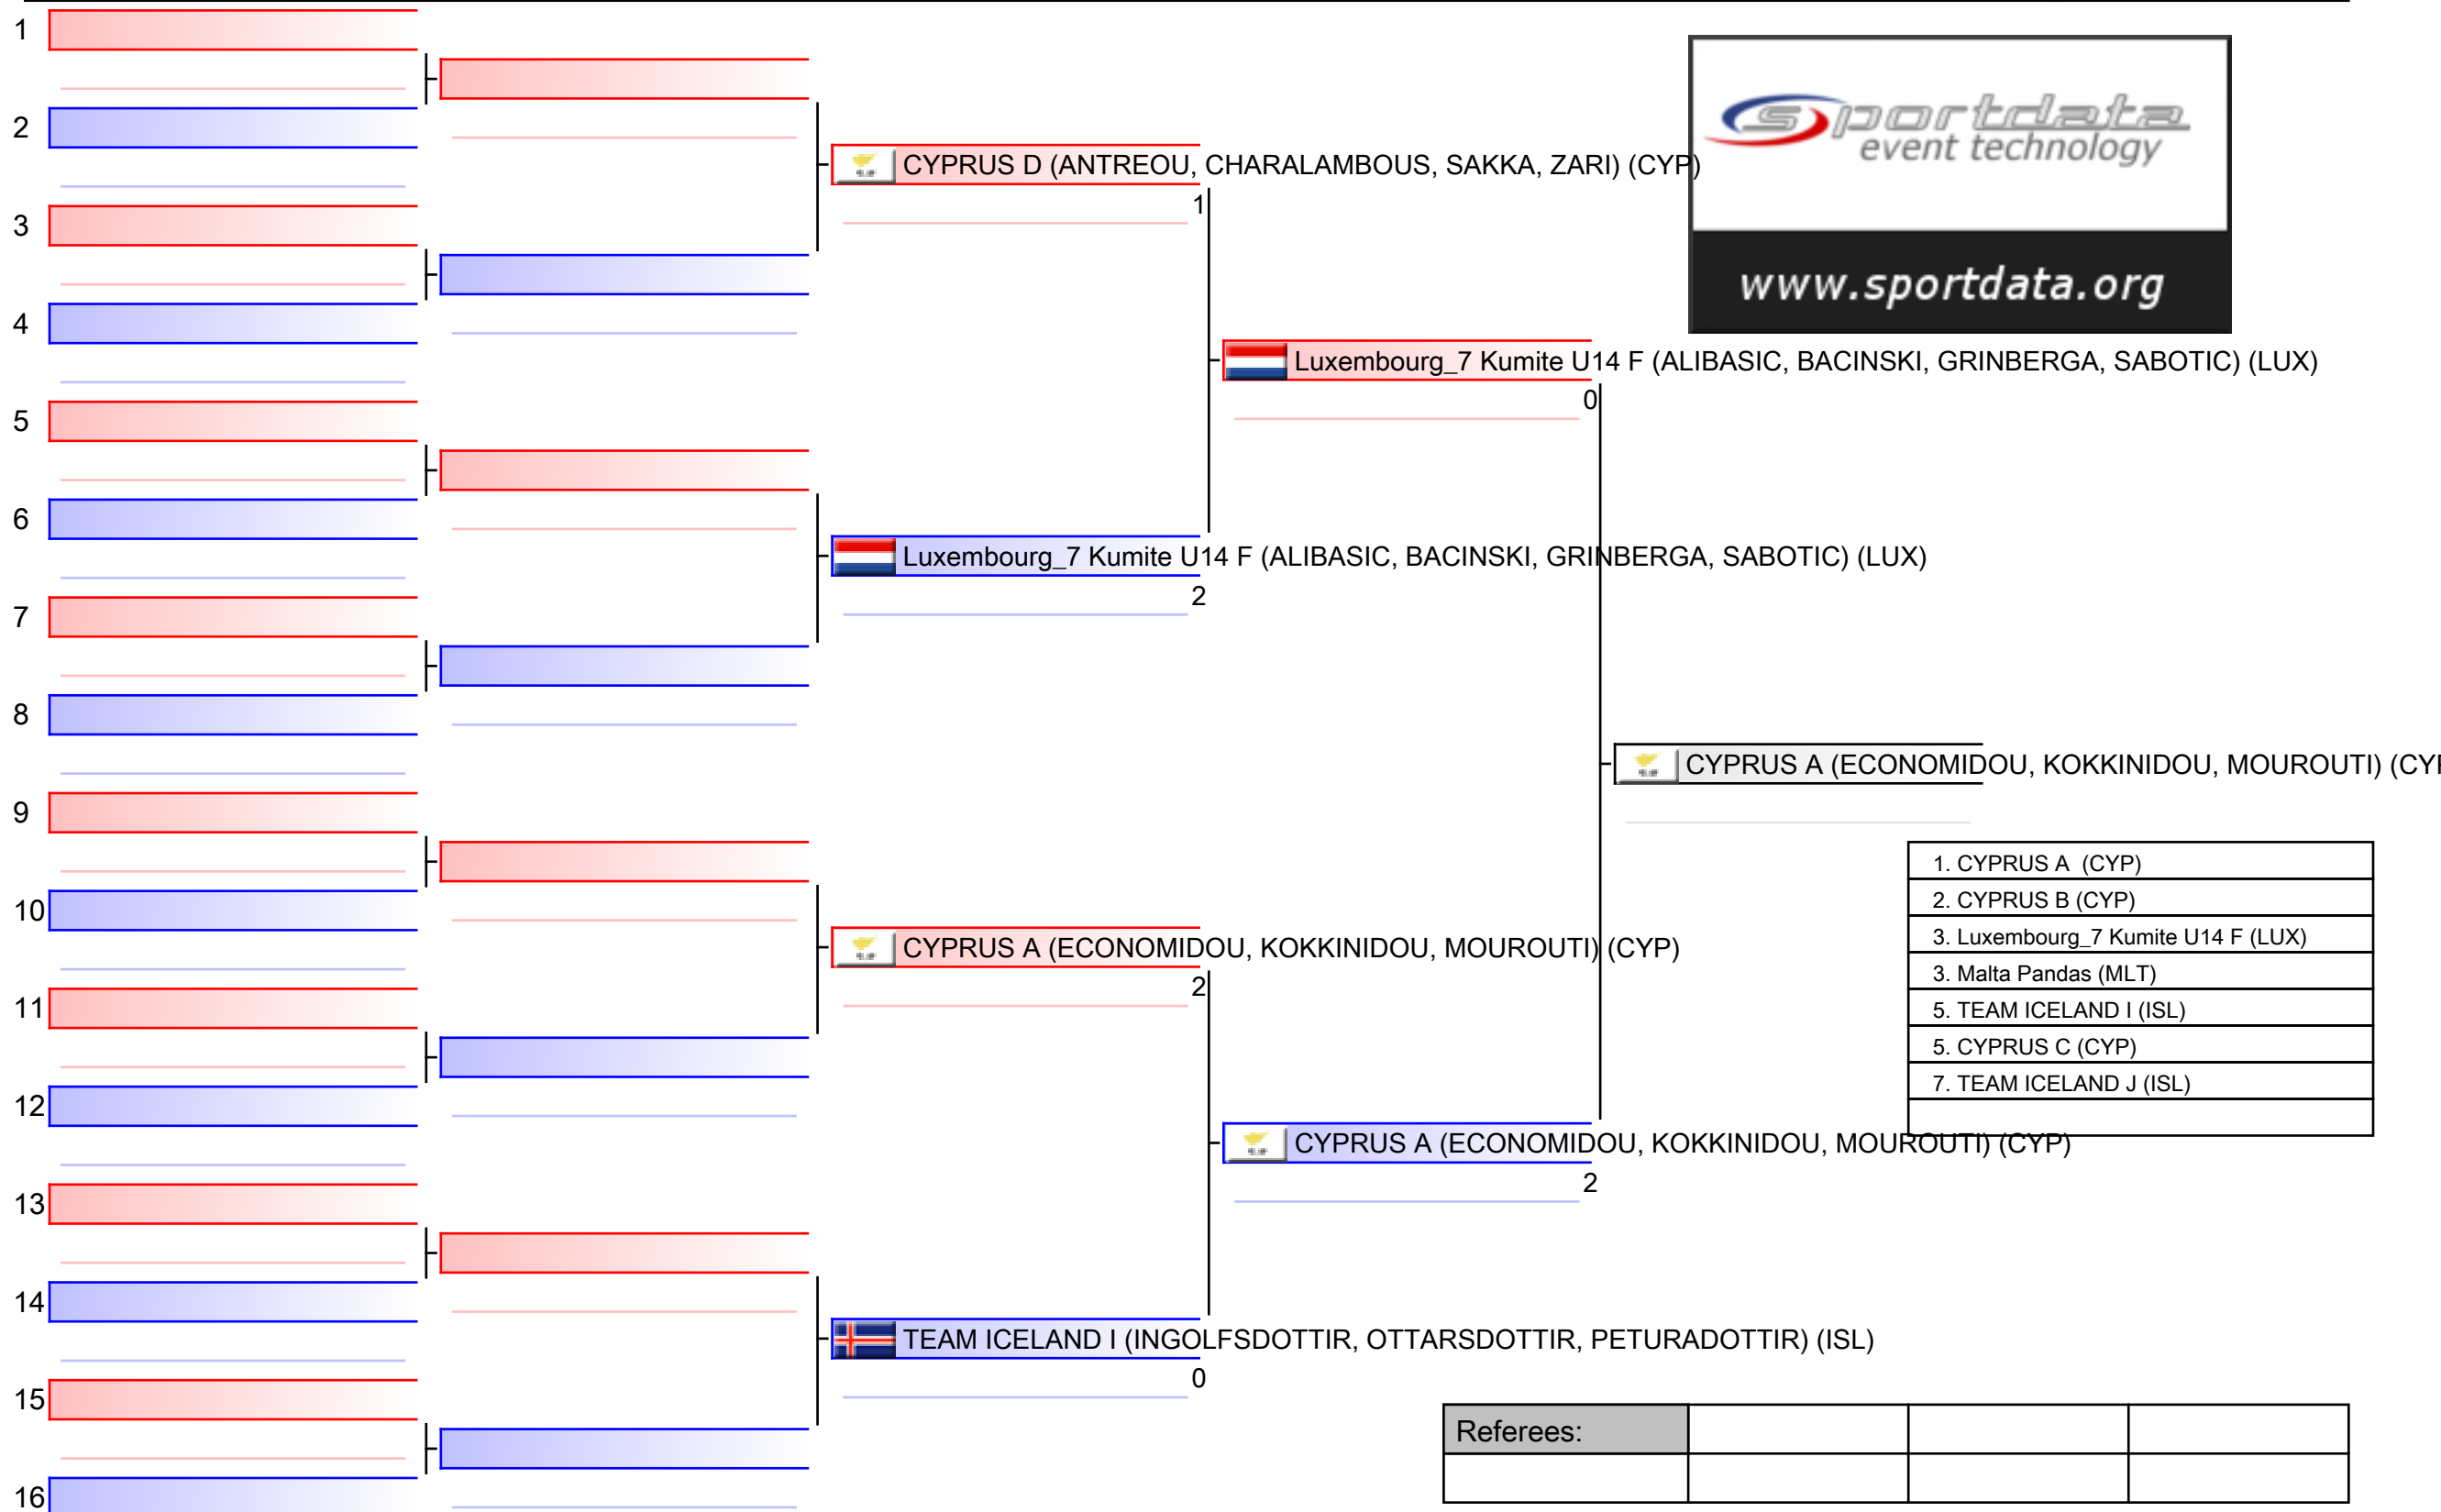 1
2
sportdata
event technology
CYPRUS D (ANTREOU, CHARALAMBOUS, SAKKA, ZARI) (CYP)
1
3
www.sportdata.org
4
Luxembourg_7 Kumite U14 F (ALIBASIC, BACINSKI, GRINBERGA, SABOTIC) (LUX)
0
5
6
Luxembourg_7 Kumite U14 F (ALIBASIC, BACINSKI, GRINBERGA, SABOTIC) (LUX)
2
7
8
CYPRUS A (ECONOMIDOU, KOKKINIDOU, MOUROUTI) (CY
9
1. CYPRUS A (CYP)
2. CYPRUS B (CYP)
3. Luxembourg_7 Kumite U14 F (LUX)
3. Malta Pandas (MLT)
5. TEAM ICELAND I (ISL)
5. CYPRUS C (CYP)
7. TEAM ICELAND J (ISL)
10
CYPRUS A (ECONOMIDOU, KOKKINIDOU, MOUROUTI) (CYP)
2
11
12
CYPRUS A (ECONOMIDOU, KOKKINIDOU, MOUROUTI) (CYP)
2
13
14
TEAM ICELAND I (INGOLFSDOTTIR, OTTARSDOTTIR, PETURADOTTIR) (ISL)
0
15
Referees:
16